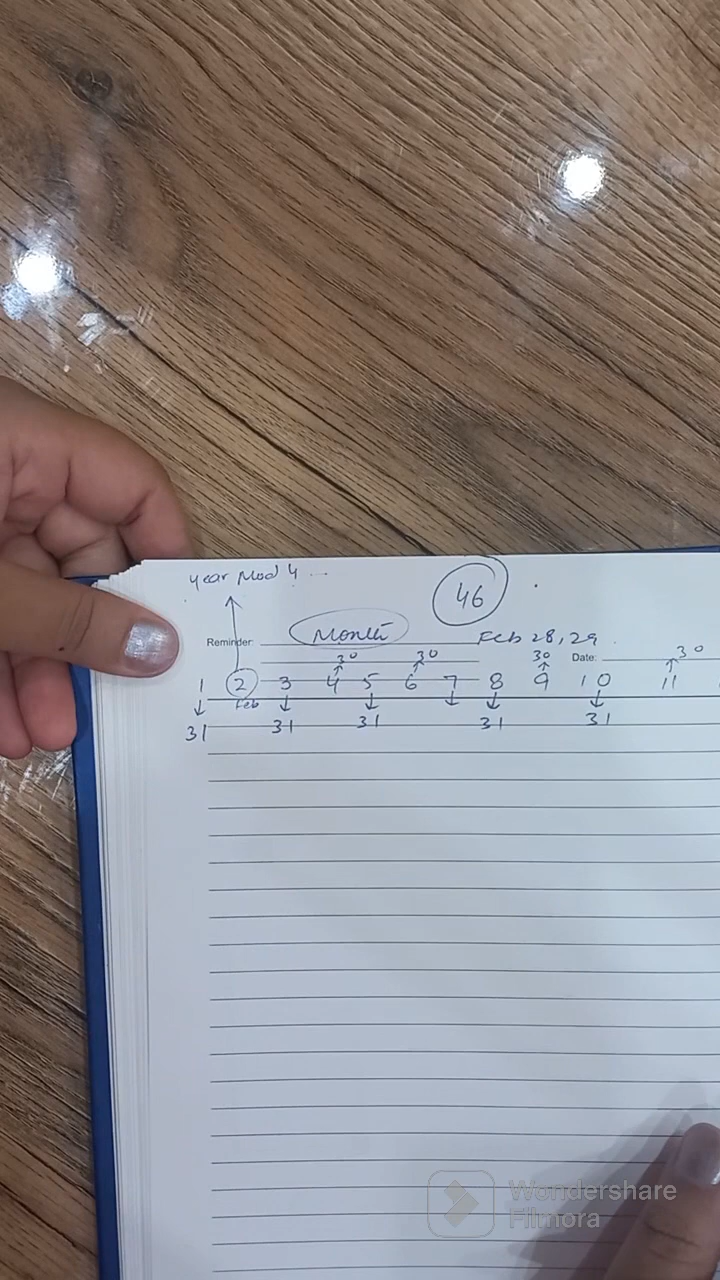 Year Mod 4 ...
46
Reminder: Month Feb 28, 29
30 30 30 Date: 30
1 2 3 4 5 6 7 8 9 10 11
Feb
31 31 31 31 31
Wondershare
Filmora